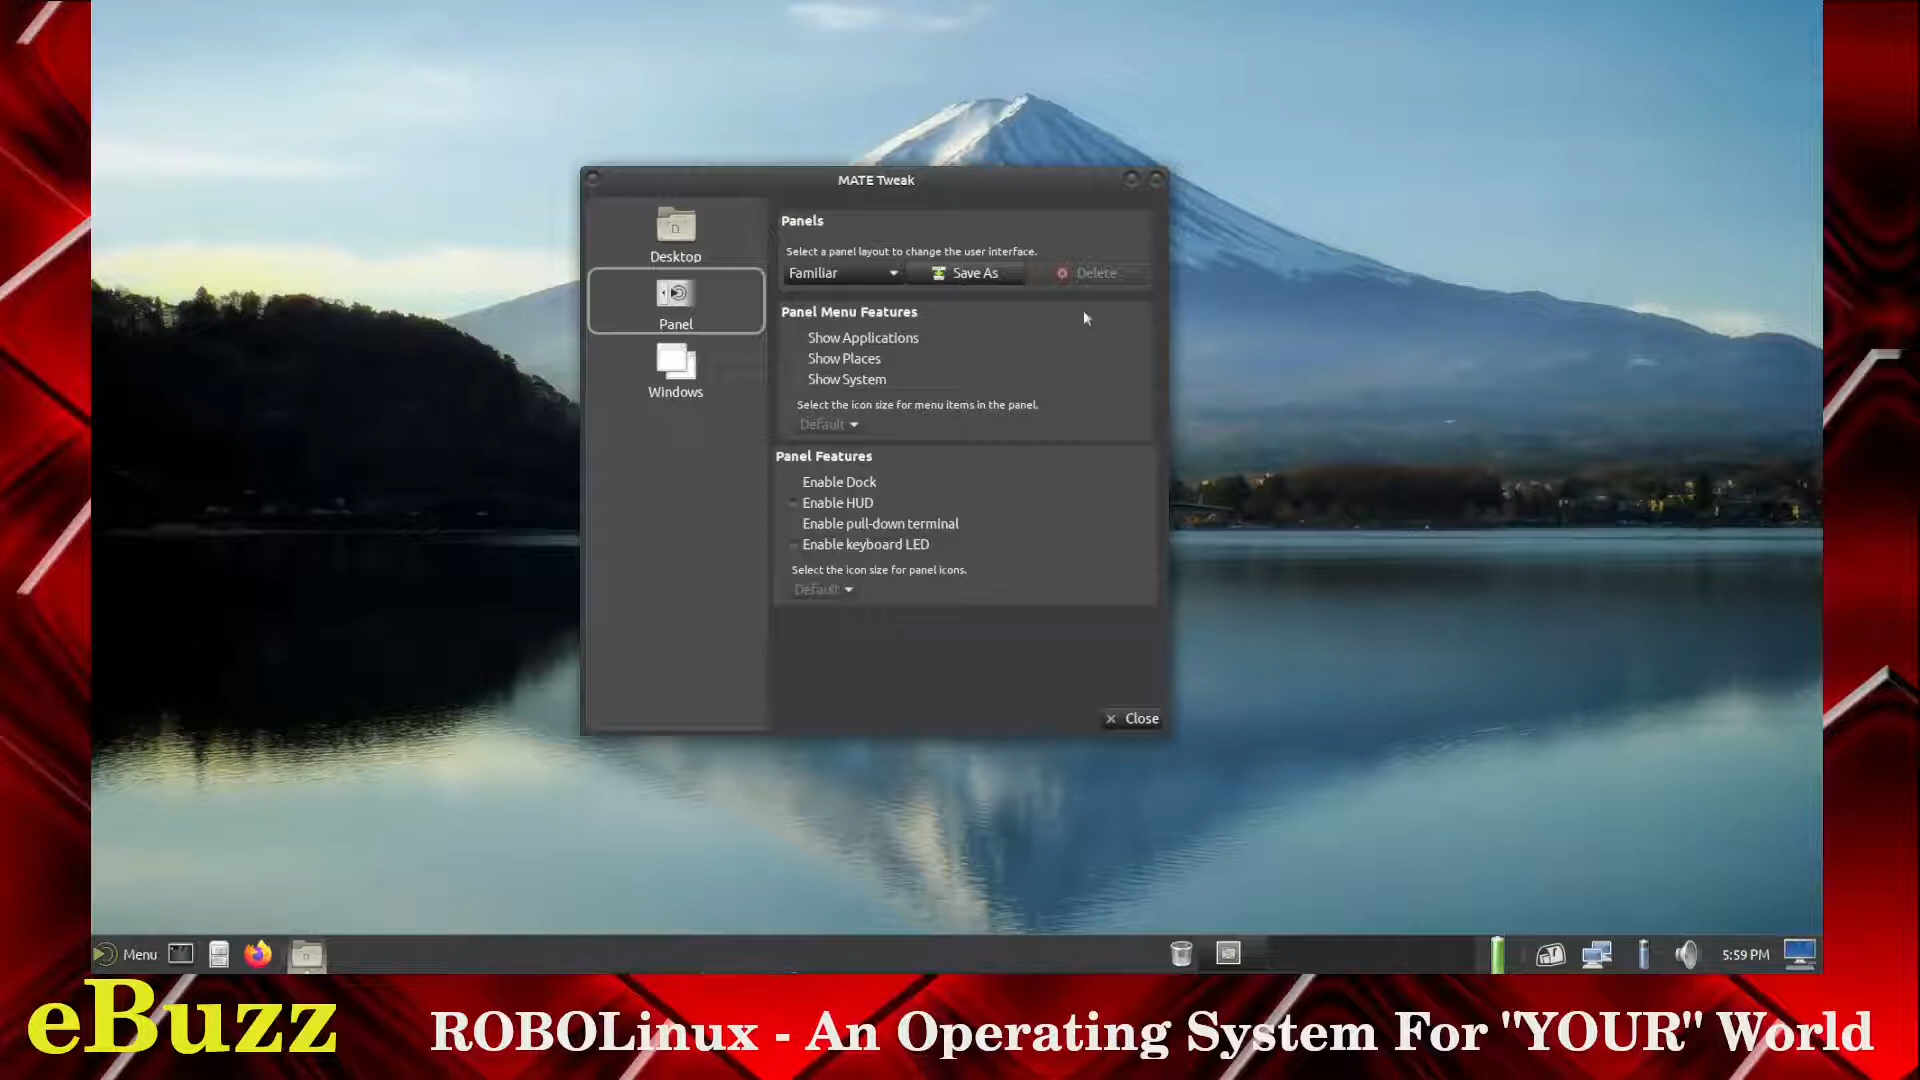 MATE Tweak
Desktop
Panel
Windows
Panels
Select a panel layout to change the user interface.
Familiar
Save As
Delete
Panel Menu Features
Show Applications
Show Places
Show System
Select the icon size for menu items in the panel.
Default
Panel Features
Enable Dock
Enable HUD
Enable pull-down terminal
Enable keyboard LED
Select the icon size for panel icons.
Default
Close
Menu
5:59 PM
eBuzz
ROBOLinux - An Operating System For "YOUR" World